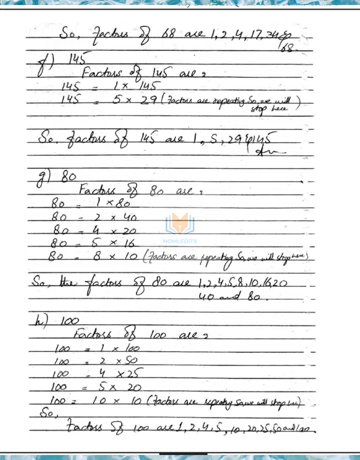 So, Factors of 68 are 1, 2, 4, 17, 34 &
68.
f) 145
Factors of 145 are:
145 = 1 × 145
145 = 5 × 29 (Factors are repeating So, we will
stop here)
So, factors of 145 are 1, 5, 29 & 145
g) 80
Factors of 80 are:
80 = 1 × 80
80 = 2 × 40
80 = 4 × 20
80 = 5 × 16
80 = 8 × 10 (Factors are repeating So we will stop here)
So, the factors of 80 are 1, 2, 4, 5, 8, 10, 16, 20
40 and 80.
h) 100
Factors of 100 are:
100 = 1 × 100
100 = 2 × 50
100 = 4 × 25
100 = 5 × 20
100 = 10 × 10 (Factors are repeating So we will stop here)
So,
Factors of 100 are 1, 2, 4, 5, 10, 20, 25, 50 and 100